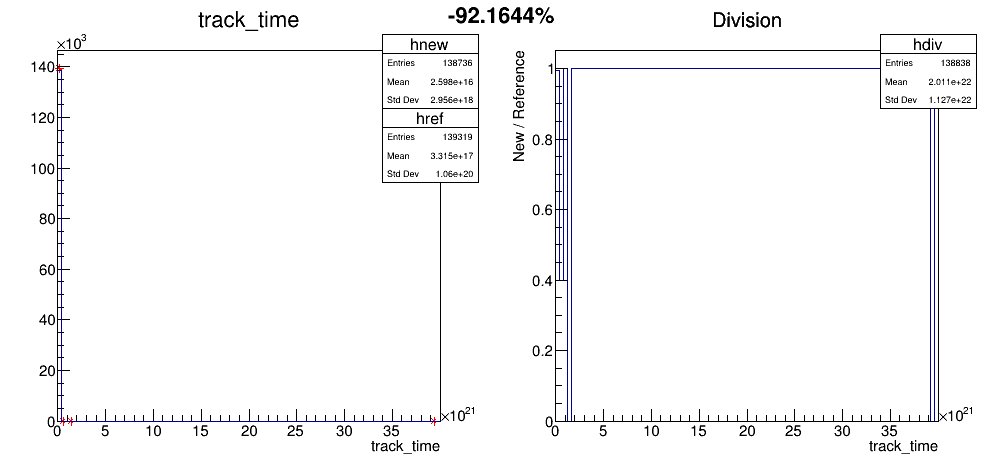 -92.1644%
track_time
×10³
hnew
Entries 138736
Mean 2.598e+16
Std Dev 2.956e+18
href
Entries 139319
Mean 3.315e+17
Std Dev 1.06e+20
140
120
100
80
60
40
20
0
0 5 10 15 20 25 30 35
×10²¹
track_time
Division
hdiv
Entries 138838
Mean 2.011e+22
Std Dev 1.127e+22
New / Reference
1
0.8
0.6
0.4
0.2
0
0 5 10 15 20 25 30 35
×10²¹
track_time